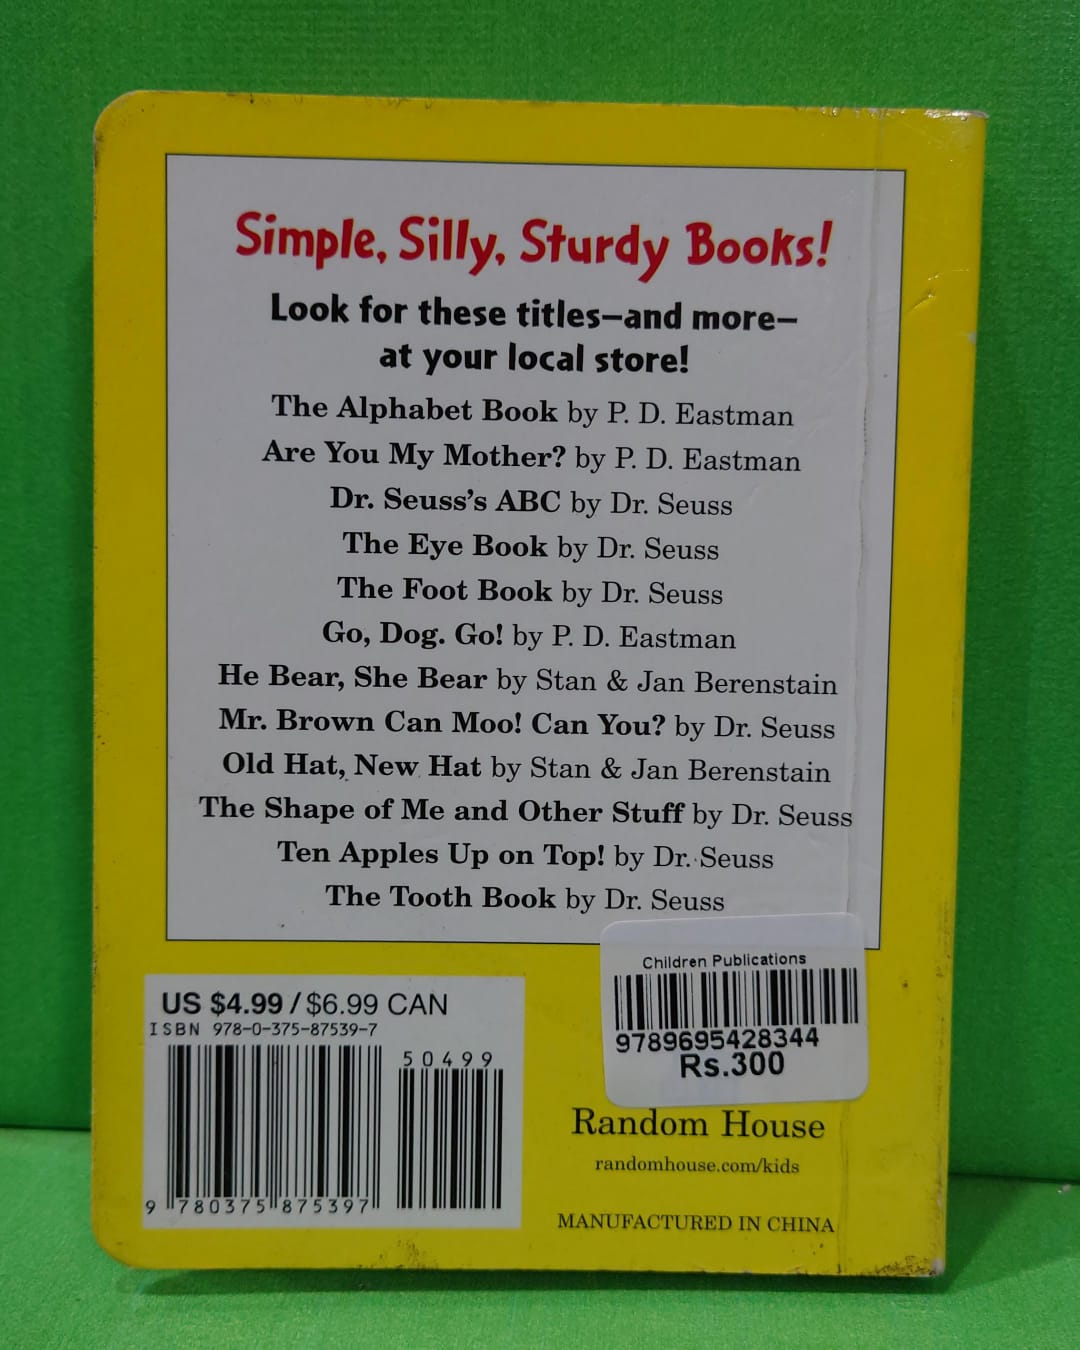 Simple, Silly, Sturdy Books!
Look for these titles—and more—
at your local store!
The Alphabet Book by P. D. Eastman
Are You My Mother? by P. D. Eastman
Dr. Seuss's ABC by Dr. Seuss
The Eye Book by Dr. Seuss
The Foot Book by Dr. Seuss
Go, Dog. Go! by P. D. Eastman
He Bear, She Bear by Stan & Jan Berenstain
Mr. Brown Can Moo! Can You? by Dr. Seuss
Old Hat, New Hat by Stan & Jan Berenstain
The Shape of Me and Other Stuff by Dr. Seuss
Ten Apples Up on Top! by Dr. Seuss
The Tooth Book by Dr. Seuss
US $4.99 / $6.99 CAN
ISBN 978-0-375-87539-7
50499
9 780375 875397
Children Publications
9789695428344
Rs.300
Random House
randomhouse.com/kids
MANUFACTURED IN CHINA